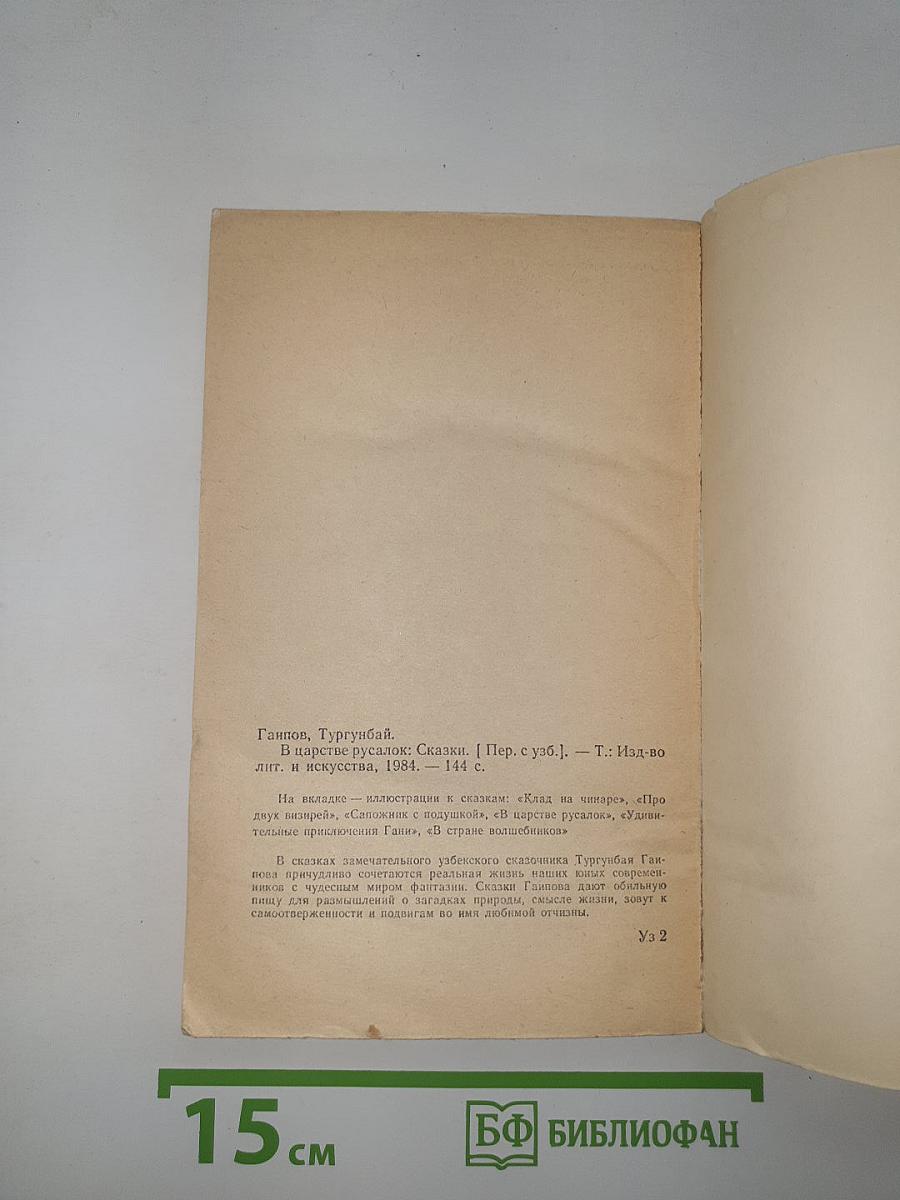 Гаипов, Тургунбай.
В царстве русалок: Сказки. [ Пер. с узб.]. — Т.: Изд-во
лит. и искусства, 1984. — 144 с.
На вкладке — иллюстрации к сказкам: «Клад на чинаре», «Про
двух визирей», «Сапожник с подушкой», «В царстве русалок», «Удиви-
тельные приключения Гани», «В стране волшебников»
В сказках замечательного узбекского сказочника Тургунбая Гаи-
пова причудливо сочетаются реальная жизнь наших юных современ-
ников с чудесным миром фантазии. Сказки Гаипова дают обильную
пищу для размышлений о загадках природы, смысле жизни, зовут к
самоотверженности и подвигам во имя любимой отчизны.
Уз 2
15 см
БФ БИБЛИОФАН